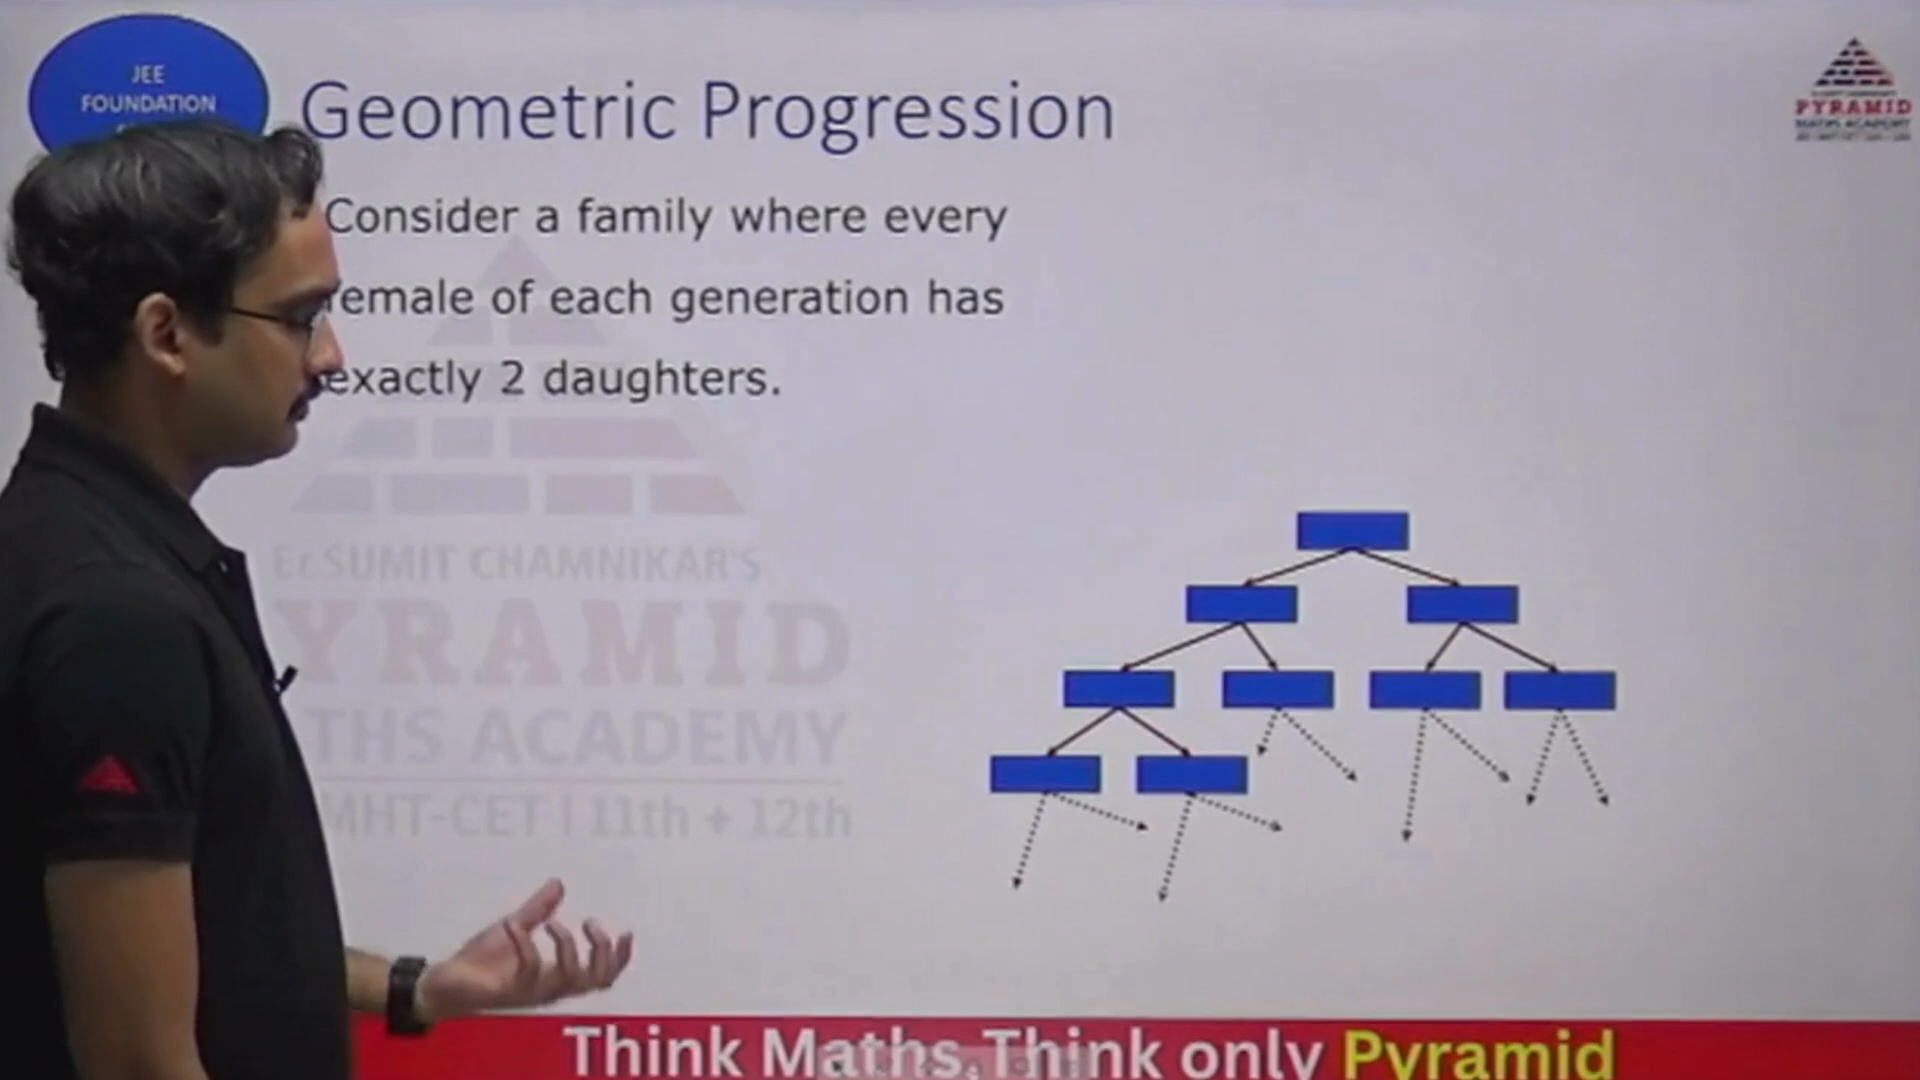 JEE
FOUNDATION
Geometric Progression
PYRAMID
MATHS ACADEMY
Consider a family where every
female of each generation has
exactly 2 daughters.
Er.SUMIT CHAMNIKAR'S
YRAMID
THS ACADEMY
MHT-CET | 11th + 12th
Think Maths,Think only Pyramid